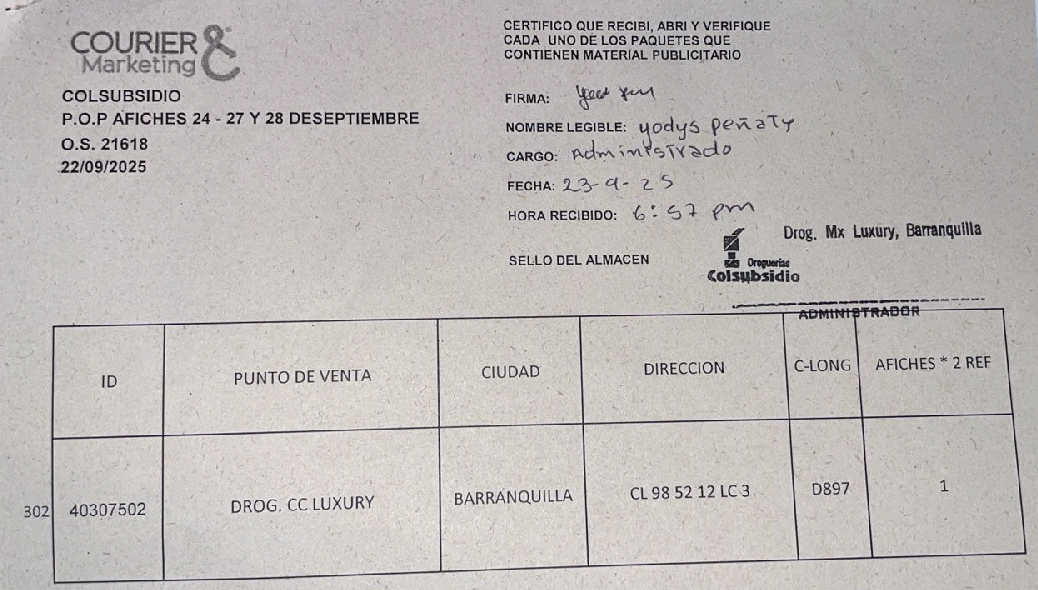 COURIER &
Marketing
COLSUBSIDIO
P.O.P AFICHES 24 - 27 Y 28 DESEPTIEMBRE
O.S. 21618
22/09/2025
CERTIFICO QUE RECIBI, ABRI Y VERIFIQUE
CADA UNO DE LOS PAQUETES QUE
CONTIENEN MATERIAL PUBLICITARIO
FIRMA:
NOMBRE LEGIBLE: yodys peñaty
CARGO: Administrado
FECHA: 23-9-25
HORA RECIBIDO: 6:57 pm
SELLO DEL ALMACEN
Drog. Mx Luxury, Barranquilla
Droguerías
Colsubsidio
ADMINISTRADOR
ID PUNTO DE VENTA CIUDAD DIRECCION C-LONG AFICHES * 2 REF
302 40307502 DROG. CC LUXURY BARRANQUILLA CL 98 52 12 LC 3 D897 1